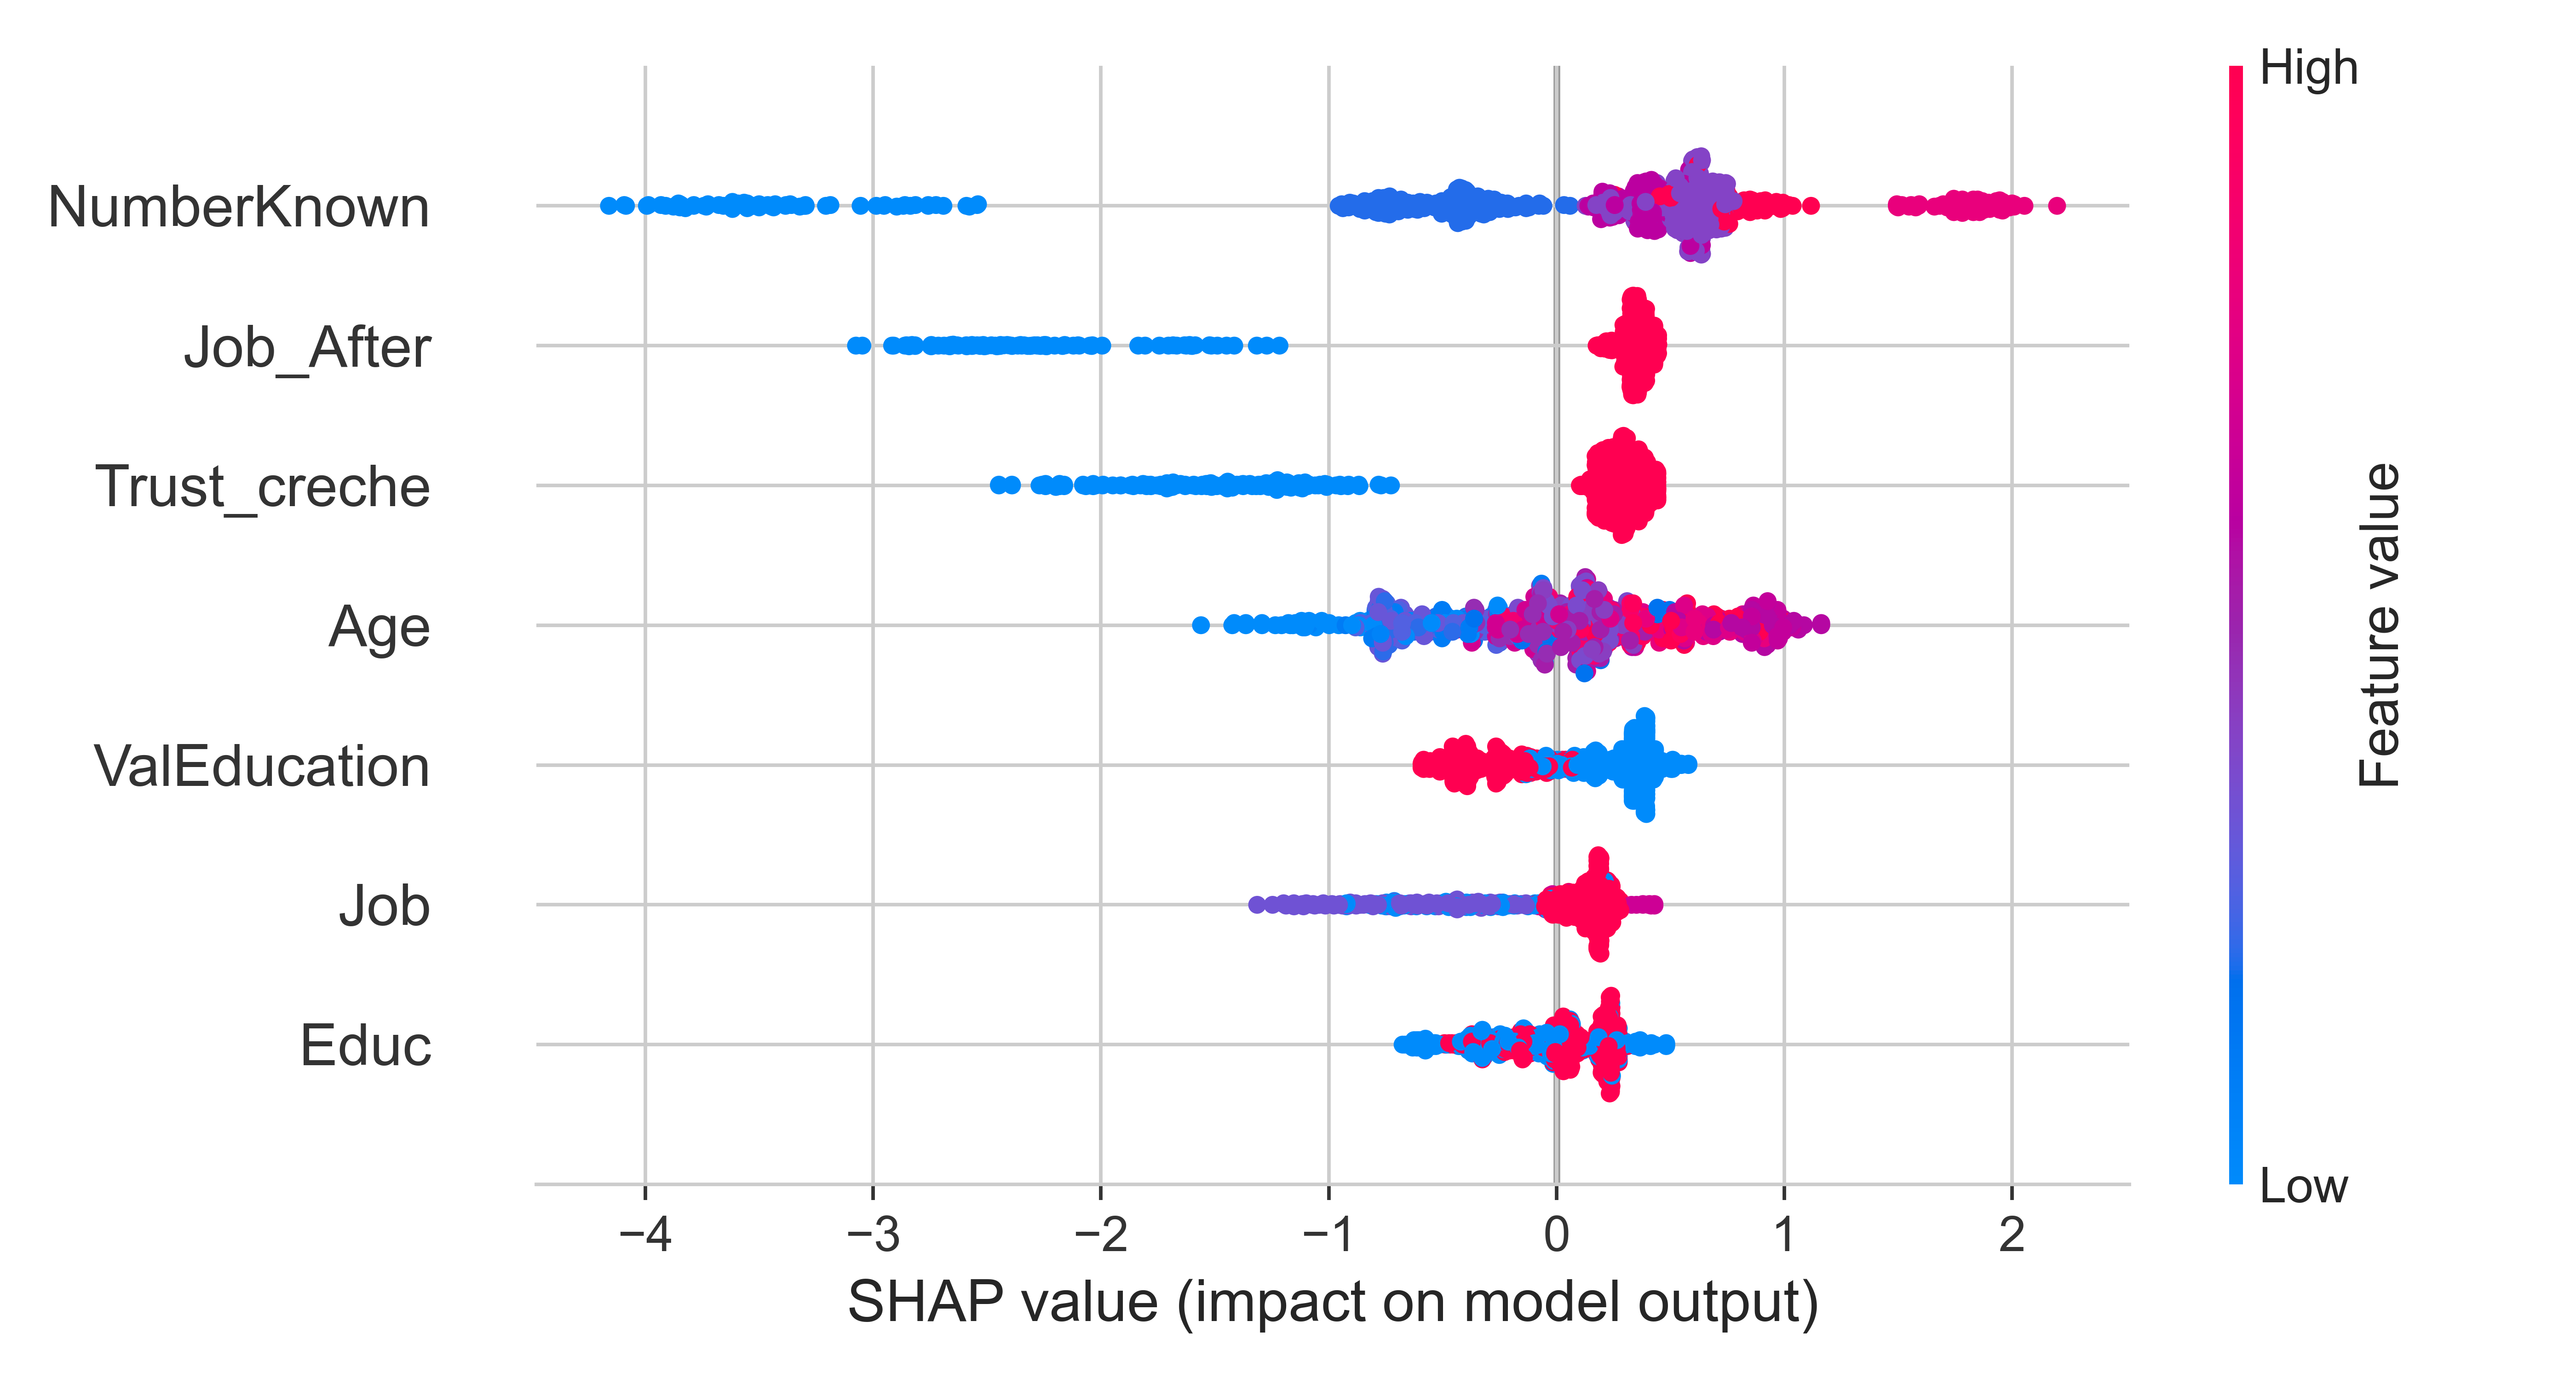 High
NumberKnown
Job_After
Trust_creche
Age
ValEducation
Job
Educ
Feature value
Low
−4 −3 −2 −1 0 1 2
SHAP value (impact on model output)